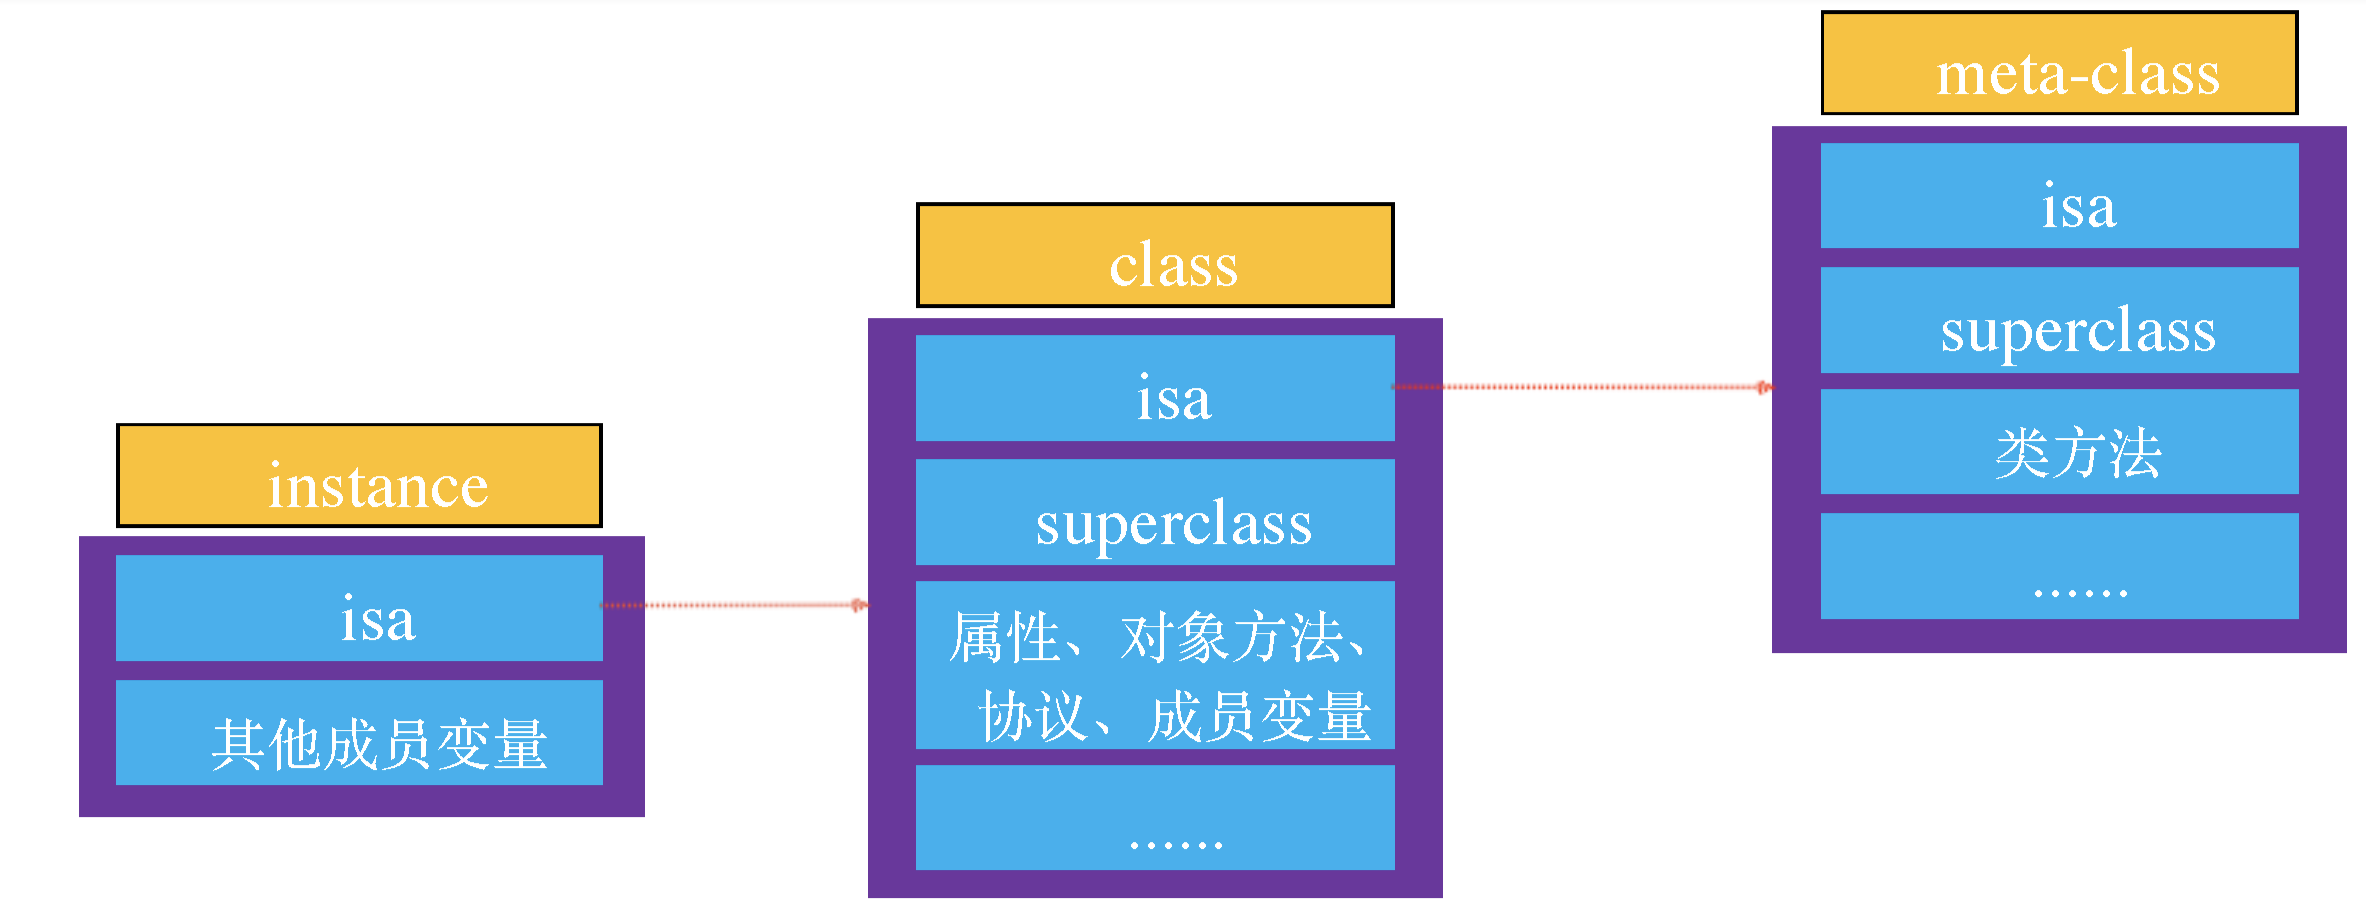 instance
isa
其他成员变量
class
isa
superclass
属性、对象方法、
协议、成员变量
......
meta-class
isa
superclass
类方法
......